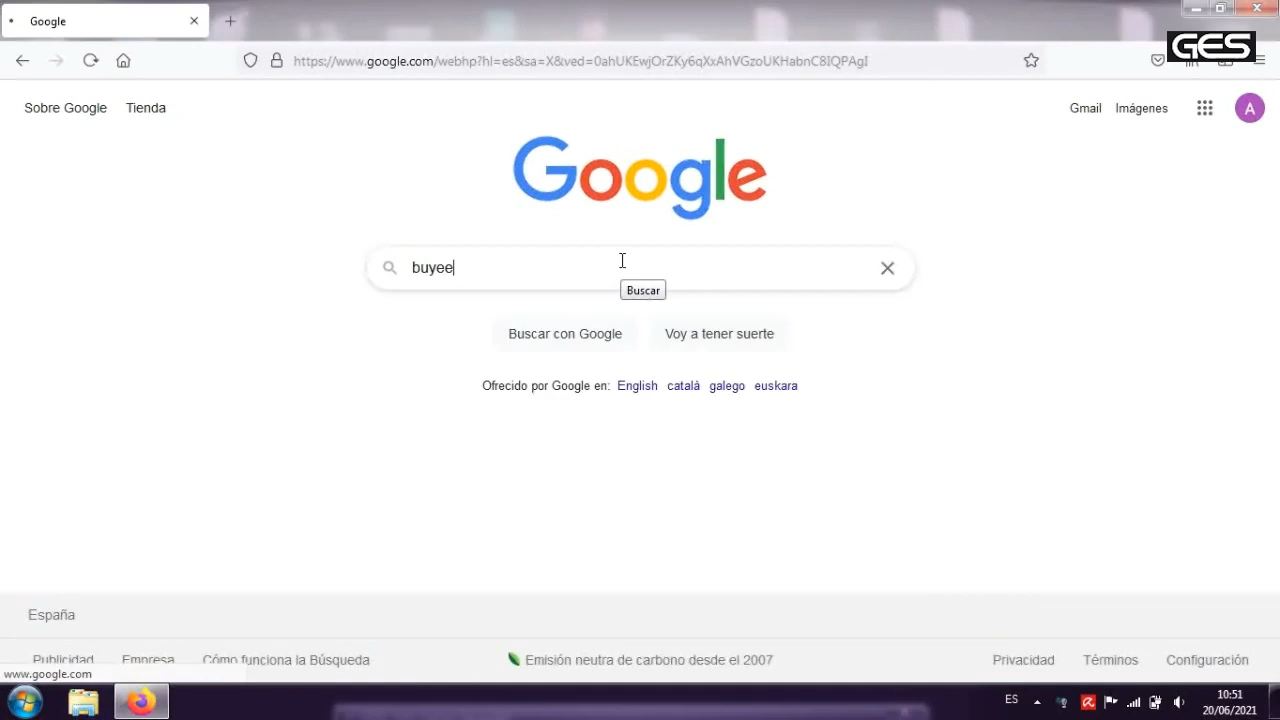 Google
GES
https://www.google.com/webhp?hl=es&sa=X&ved=0ahUKEwjOrZKy6qXxAhVGzoUKHabnC8IQPAgI
Sobre Google Tienda
Gmail Imágenes A
Google
buyee
Buscar
Buscar con Google Voy a tener suerte
Ofrecido por Google en: English català galego euskara
España
Publicidad Empresa Cómo funciona la Búsqueda Emisión neutra de carbono desde el 2007 Privacidad Términos Configuración
www.google.com
ES
10:51
20/06/2021